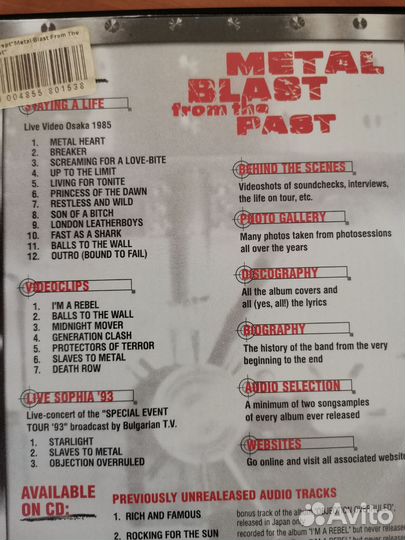 cept"Metal Blast From The
st"
004855 801538
METAL
BLAST
from the
PAST
STAYING A LIFE
Live Video Osaka 1985
1. METAL HEART
2. BREAKER
3. SCREAMING FOR A LOVE-BITE
4. UP TO THE LIMIT
5. LIVING FOR TONITE
6. PRINCESS OF THE DAWN
7. RESTLESS AND WILD
8. SON OF A BITCH
9. LONDON LEATHERBOYS
10. FAST AS A SHARK
11. BALLS TO THE WALL
12. OUTRO (BOUND TO FAIL)
VIDEOCLIPS
1. I'M A REBEL
2. BALLS TO THE WALL
3. MIDNIGHT MOVER
4. GENERATION CLASH
5. PROTECTORS OF TERROR
6. SLAVES TO METAL
7. DEATH ROW
LIVE SOPHIA '93
Live-concert of the "SPECIAL EVENT
TOUR '93" broadcast by Bulgarian T.V.
1. STARLIGHT
2. SLAVES TO METAL
3. OBJECTION OVERRULED
BEHIND THE SCENES
Videoshots of soundchecks, interviews,
the life on tour, etc.
PHOTO GALLERY
Many photos taken from photosessions
all over the years
DISCOGRAPHY
All the album covers and
all (yes, all!) the lyrics
BIOGRAPHY
The history of the band from the very
beginning to the end
AUDIO SELECTION
A minimum of two songsamples
of every album ever released
WEBSITES
Go online and visit all associated website
AVAILABLE
ON CD:
PREVIOUSLY UNREALEASED AUDIO TRACKS
1. RICH AND FAMOUS
2. ROCKING FOR THE SUN
bonus track of the
released in Japan
recorded for the album "I'M A REBEL" but never
Avito